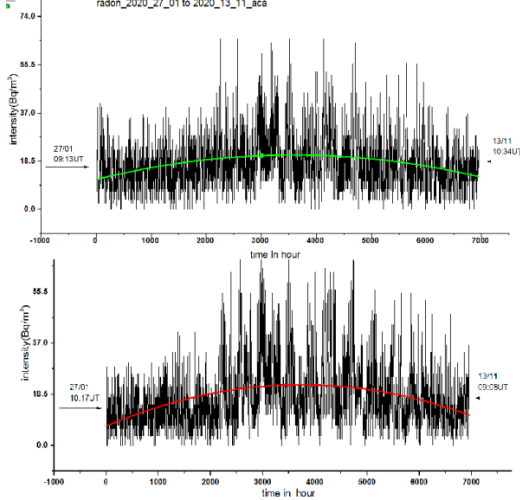 radon_2020_27_01 to 2020_13_11_aca
74.0
55.5
37.0
18.5
0.0
intensity(Bq/m³)
27/01
09:13UT
13/11
10:34UT
-1000 0 1000 2000 3000 4000 5000 6000 7000
time in hour
55.5
37.0
18.5
0.0
intensity(Bq/m³)
27/01
10.17UT
13/11
09:08UT
-1000 0 1000 2000 3000 4000 5000 6000 7000
time in hour